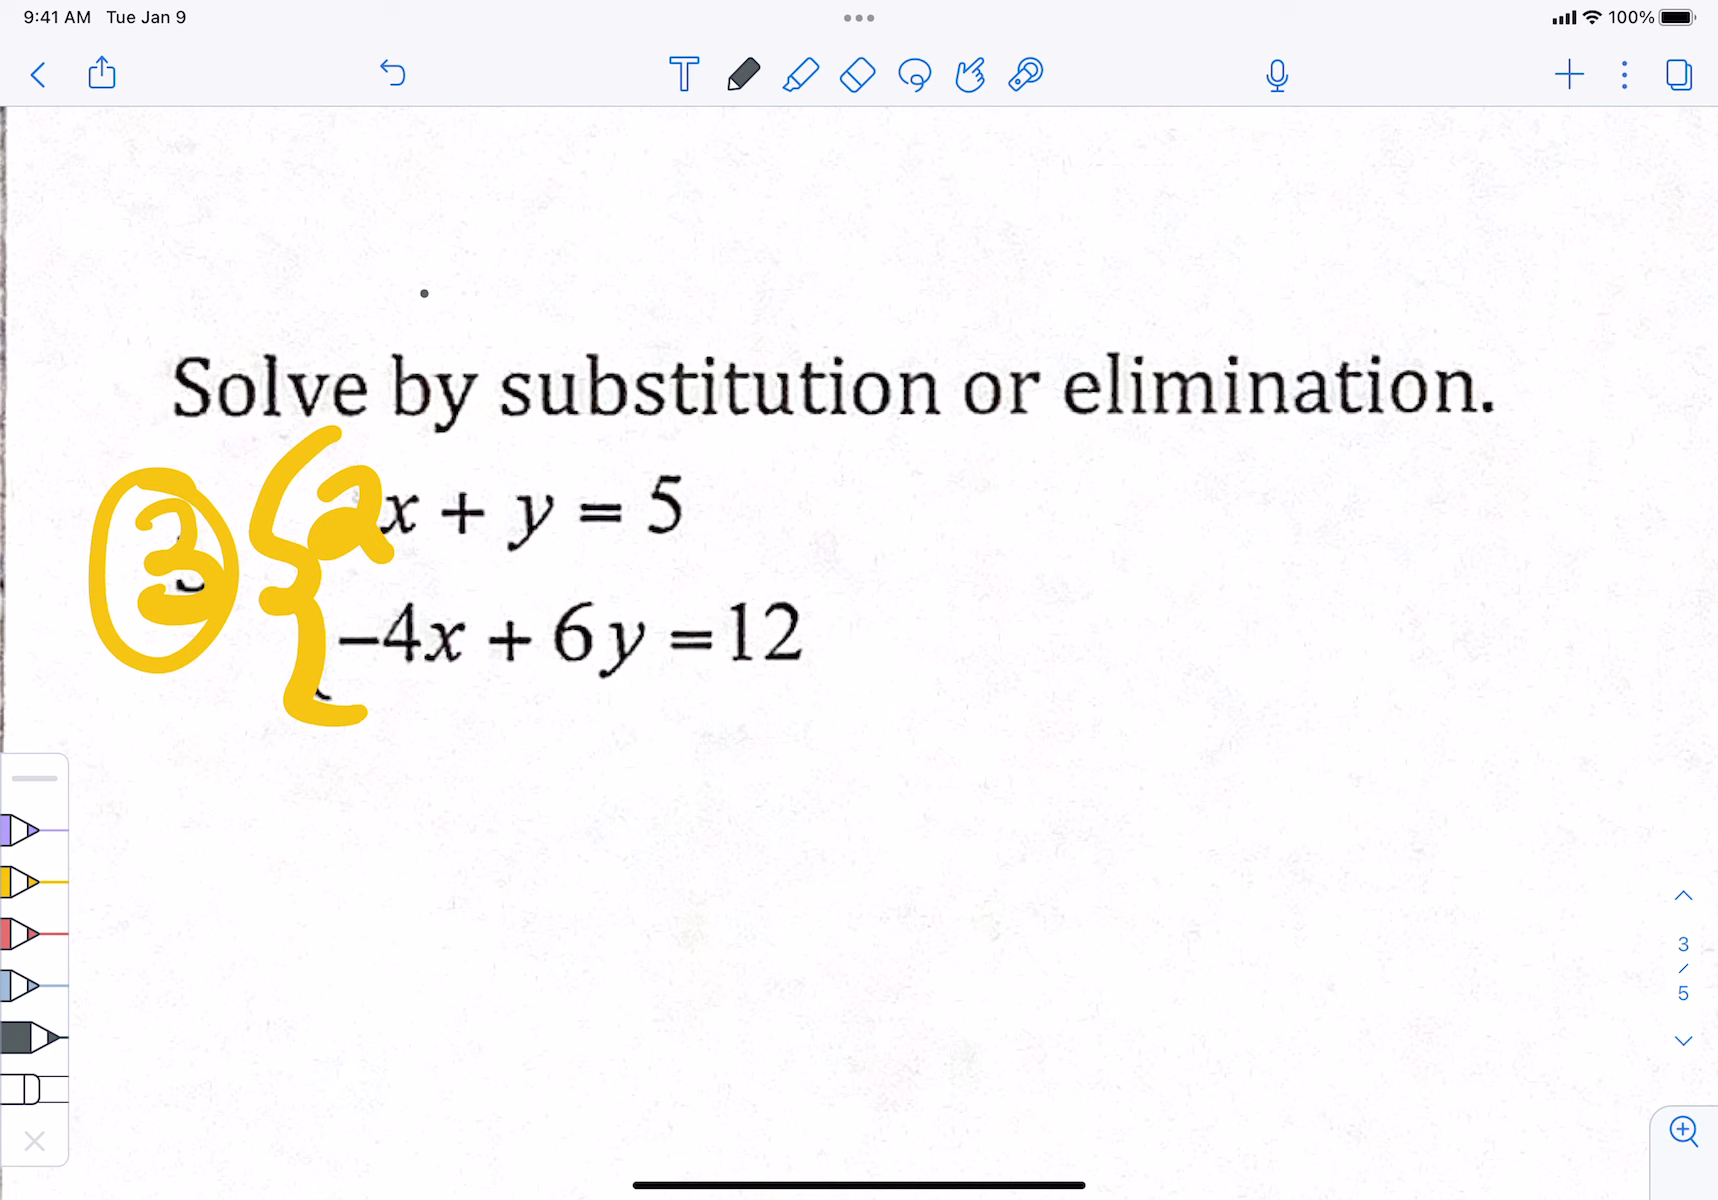 9:41 AM Tue Jan 9
100%
T
Solve by substitution or elimination.
3
2x + y = 5
−4x + 6y = 12
3
/
5